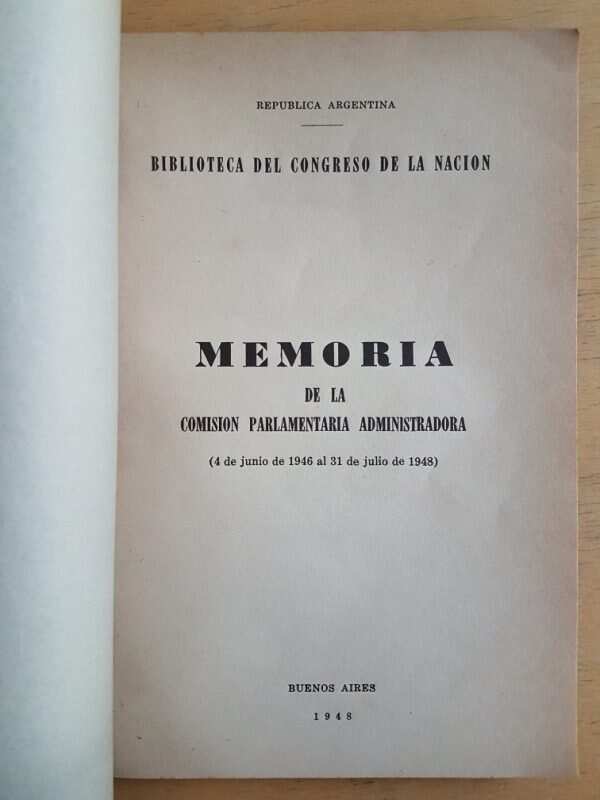 REPUBLICA ARGENTINA
BIBLIOTECA DEL CONGRESO DE LA NACION
MEMORIA
DE LA
COMISION PARLAMENTARIA ADMINISTRADORA
(4 de junio de 1946 al 31 de julio de 1948)
BUENOS AIRES
1948